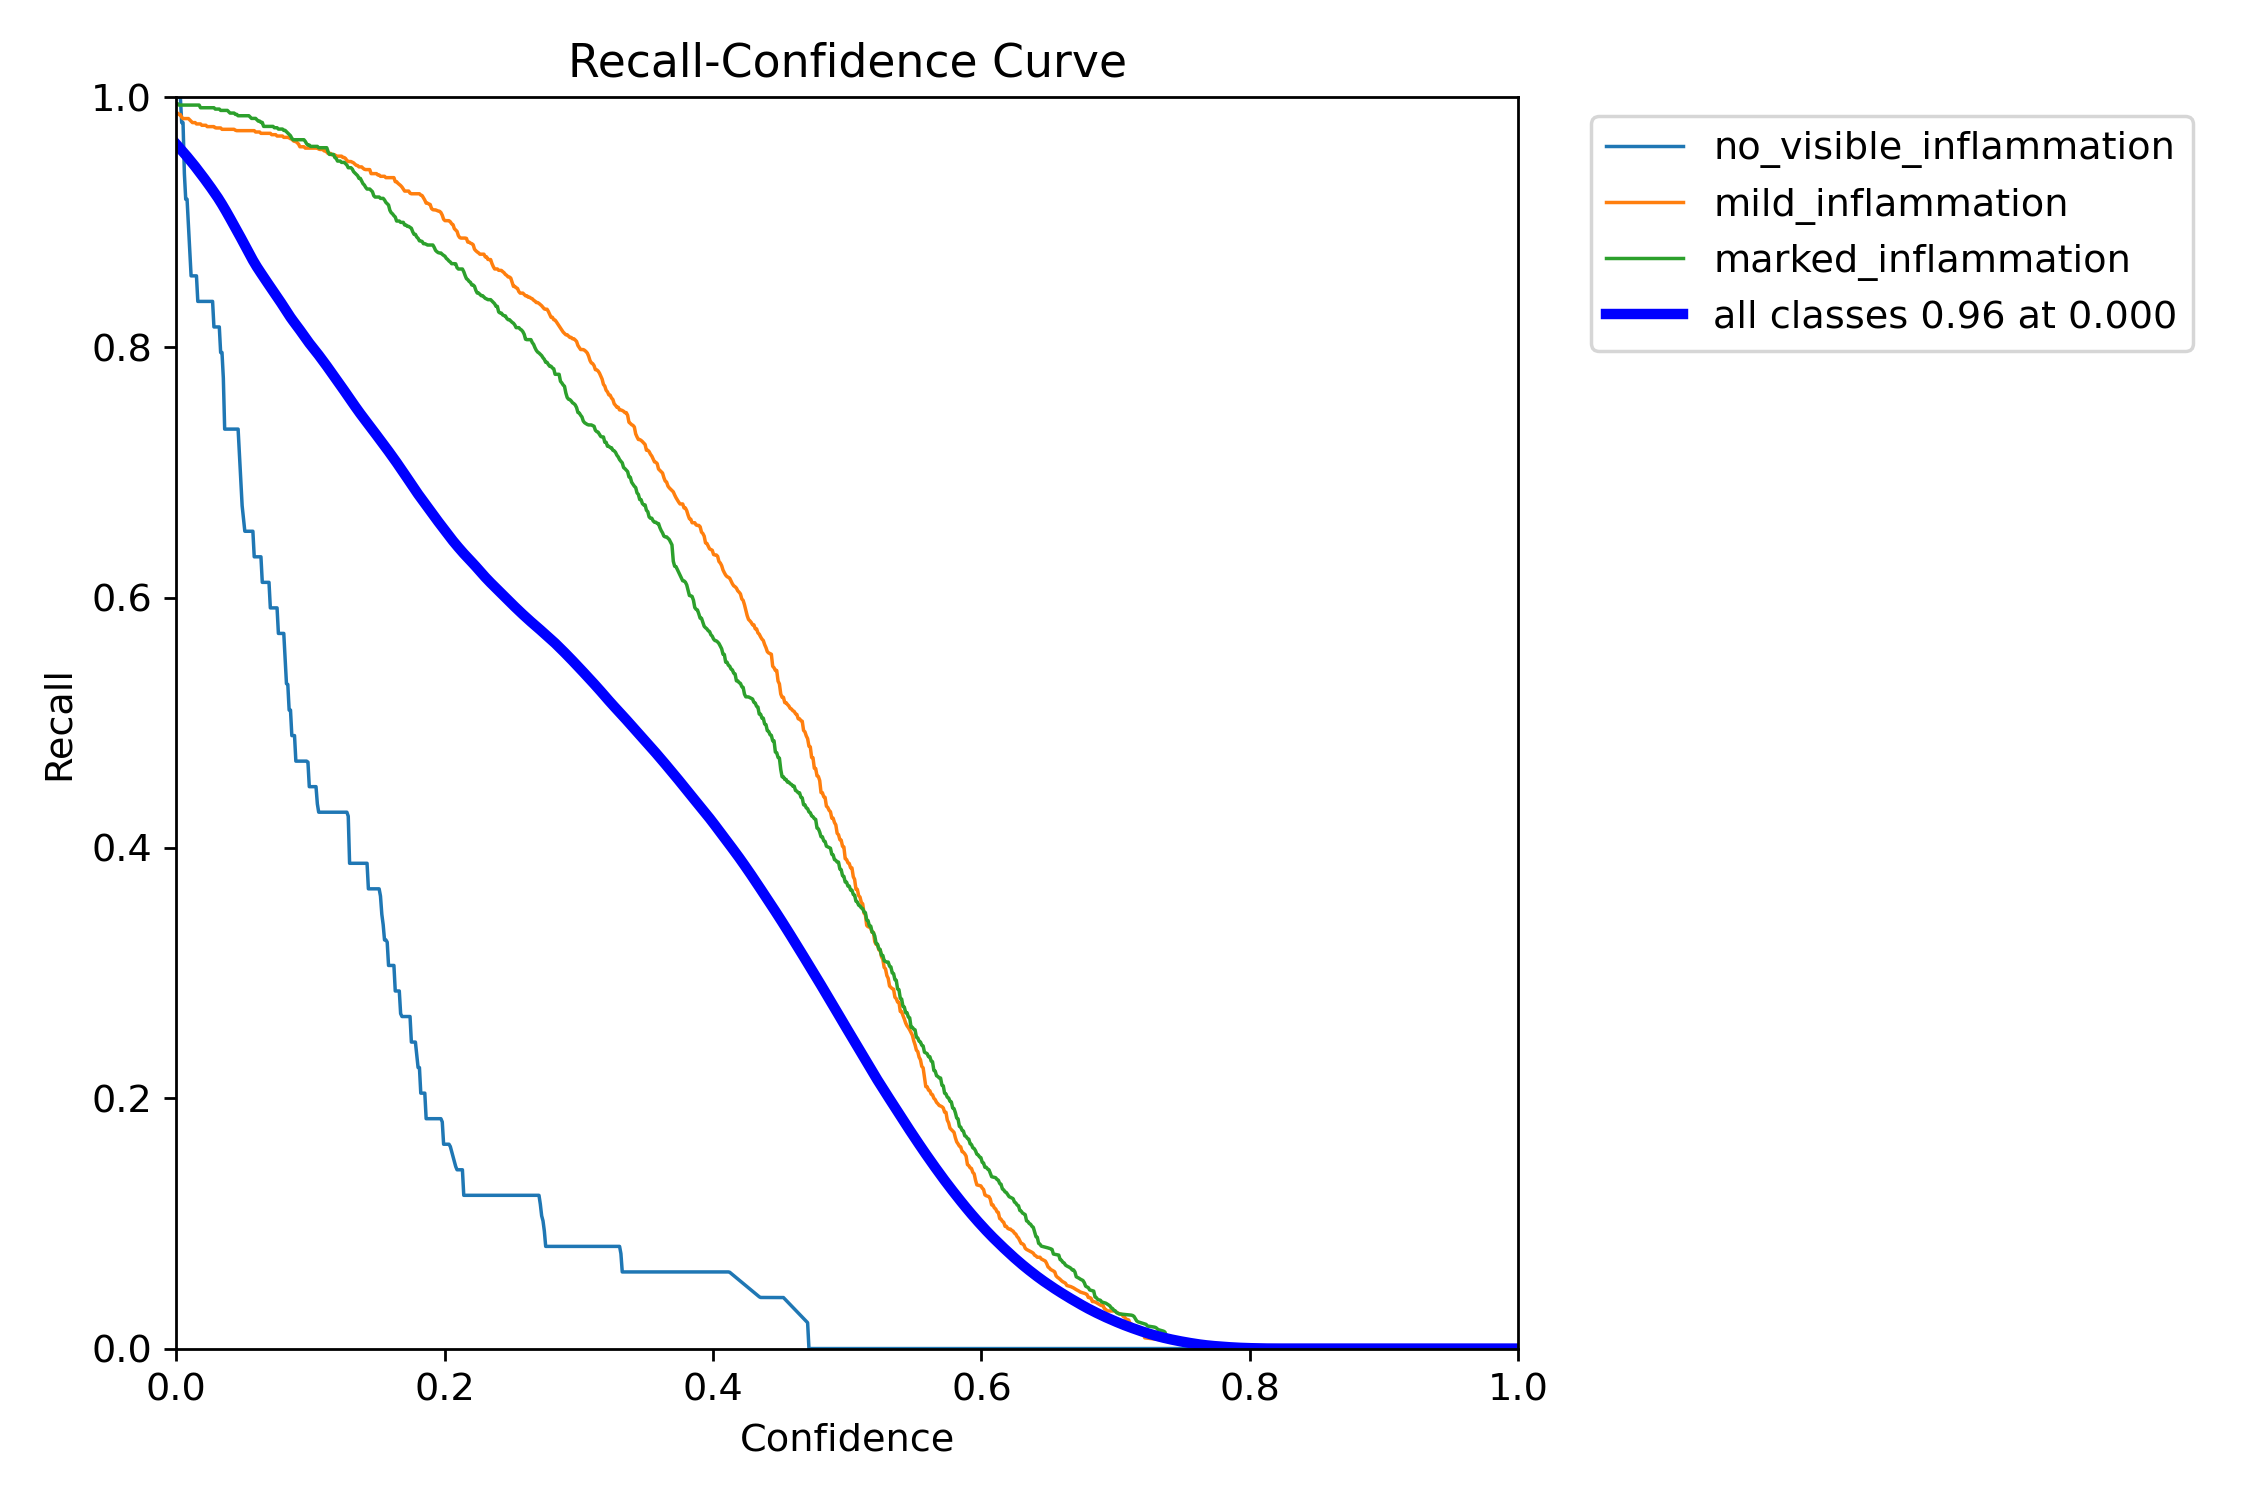 Recall-Confidence Curve
1.0
0.8
0.6
0.4
0.2
0.0
Recall
0.0 0.2 0.4 0.6 0.8 1.0
Confidence
no_visible_inflammation
mild_inflammation
marked_inflammation
all classes 0.96 at 0.000